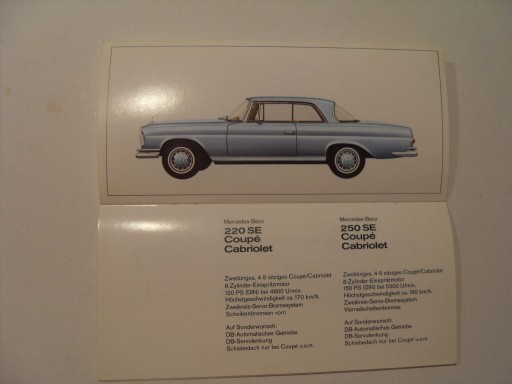 Mercedes-Benz
220 SE
Coupé
Cabriolet
Zweitüriges, 4-5 sitziges Coupé/Cabriolet
6-Zylinder-Einspritzmotor
120 PS (DIN) bei 4800 U/min.
Höchstgeschwindigkeit ca. 170 km/h.
Zweikreis-Servo-Bremssystem
Scheibenbremsen vorn
Auf Sonderwunsch:
DB-Automatisches Getriebe
DB-Servolenkung
Schiebedach nur bei Coupé u.a.m.
Mercedes-Benz
250 SE
Coupé
Cabriolet
Zweitüriges, 4-5 sitziges Coupé/Cabriolet
6-Zylinder-Einspritzmotor
150 PS (DIN) bei 5500 U/min.
Höchstgeschwindigkeit ca. 190 km/h.
Zweikreis-Servo-Bremssystem
Vierradscheibenbremse
Auf Sonderwunsch:
DB-Automatisches Getriebe
DB-Servolenkung
Schiebedach nur bei Coupé u.a.m.